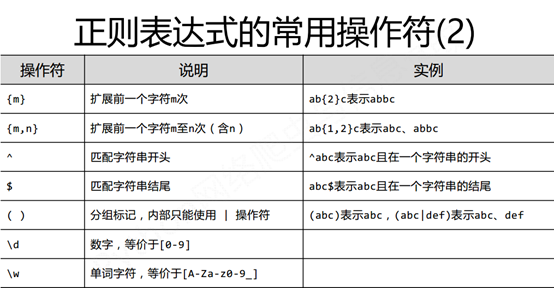 正则表达式的常用操作符(2)
操作符 说明 实例
{m} 扩展前一个字符m次 ab{2}c表示abbc
{m,n} 扩展前一个字符m至n次（含n） ab{1,2}c表示abc、abbc
^ 匹配字符串开头 ^abc表示abc且在一个字符串的开头
$ 匹配字符串结尾 abc$表示abc且在一个字符串的结尾
( ) 分组标记，内部只能使用 | 操作符 (abc)表示abc，(abc|def)表示abc、def
\d 数字，等价于[0-9]
\w 单词字符，等价于[A-Za-z0-9_]